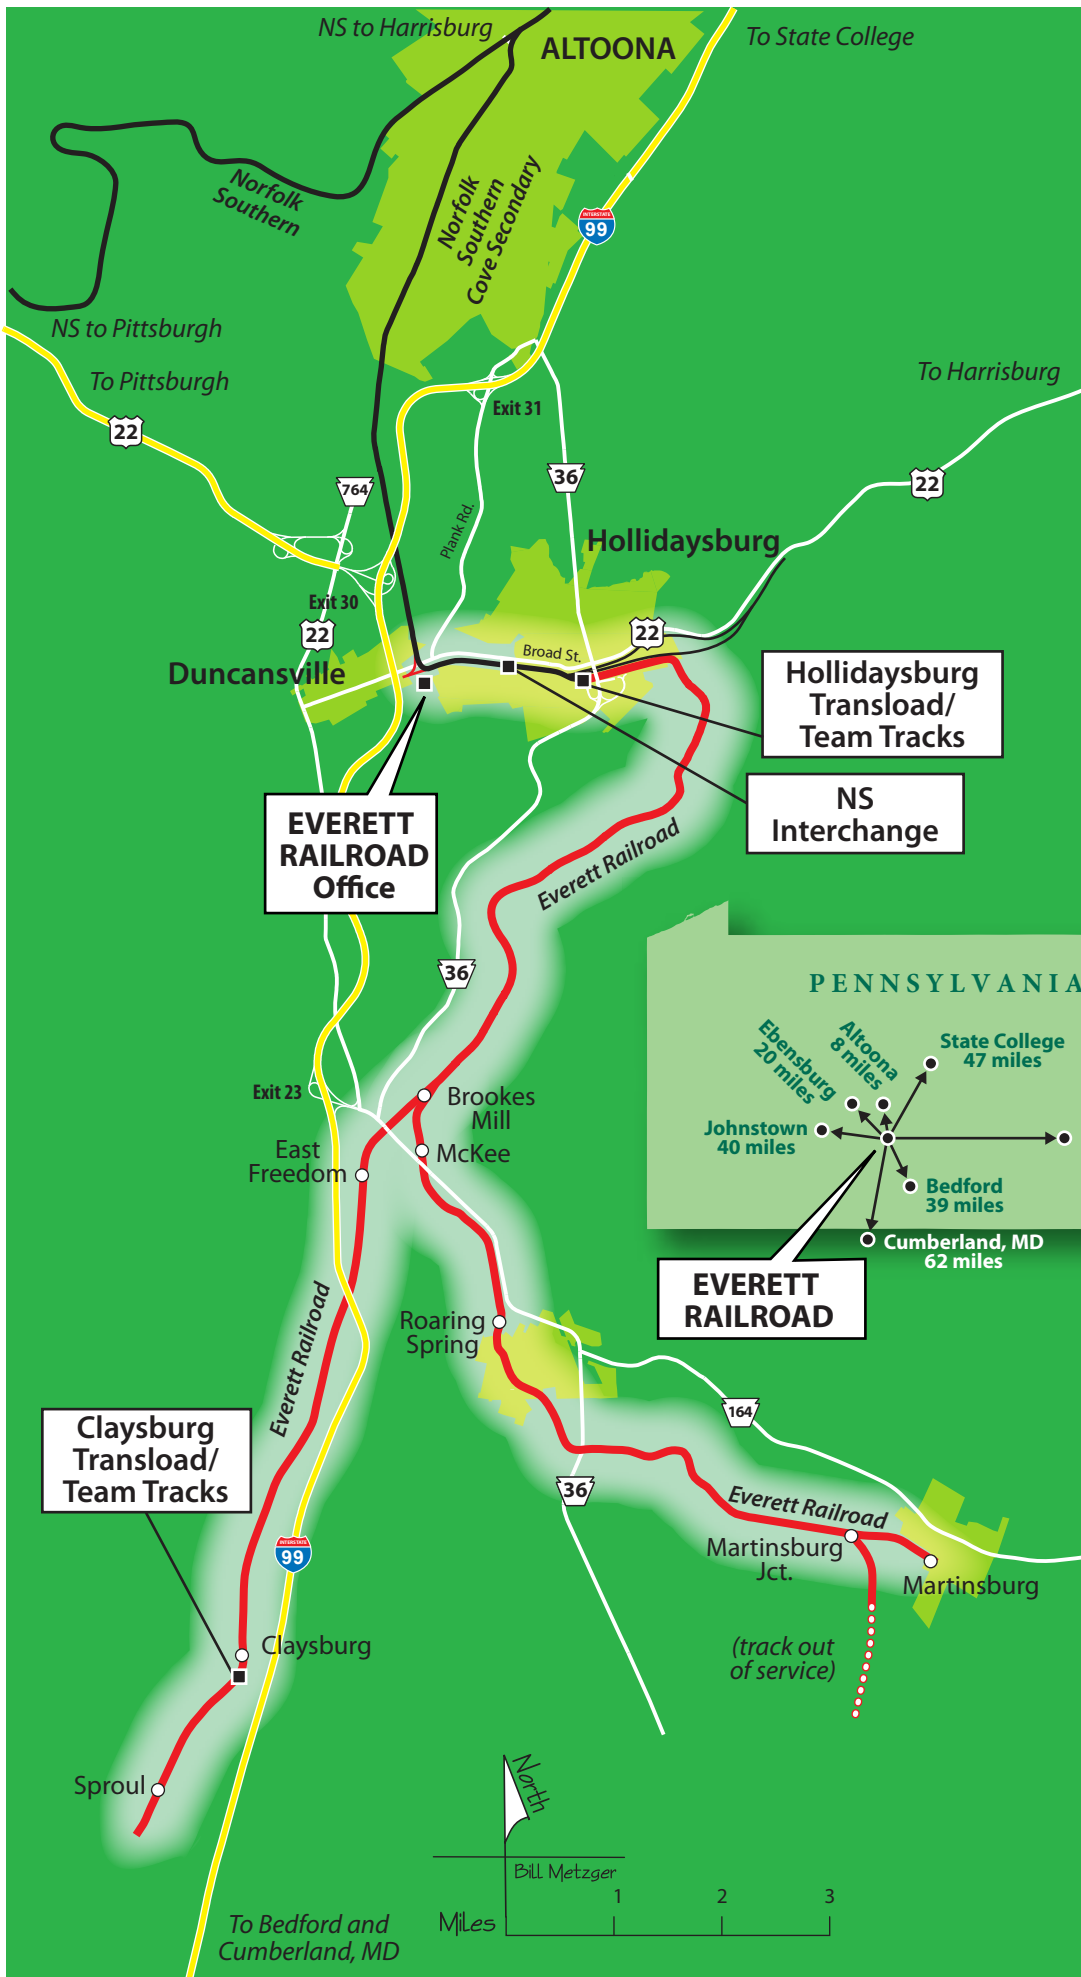 NS to Harrisburg
ALTOONA
To State College
Norfolk
Southern
Norfolk
Southern
Cove Secondary
INTERSTATE
99
NS to Pittsburgh
To Pittsburgh
To Harrisburg
22
Exit 31
764
36
22
Plank Rd.
Hollidaysburg
Exit 30
22
22
Broad St.
Duncansville
Hollidaysburg
Transload/
Team Tracks
NS
Interchange
EVERETT
RAILROAD
Office
Everett Railroad
36
PENNSYLVANIA
Ebensburg
20 miles
Altoona
8 miles
State College
47 miles
Johnstown
40 miles
Bedford
39 miles
Cumberland, MD
62 miles
EVERETT
RAILROAD
Exit 23
Brookes
Mill
East
Freedom
McKee
Everett Railroad
Roaring
Spring
Claysburg
Transload/
Team Tracks
164
36
Everett Railroad
INTERSTATE
99
Martinsburg
Jct.
Martinsburg
Claysburg
(track out
of service)
Sproul
North
Bill Metzger
1
2
3
Miles
To Bedford and
Cumberland, MD